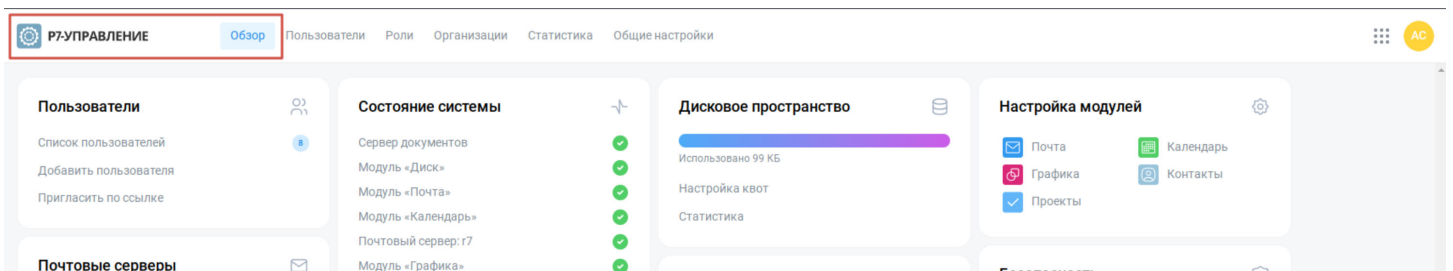 Р7-УПРАВЛЕНИЕ Обзор Пользователи Роли Организации Статистика Общие настройки АС
Пользователи
Список пользователей 8
Добавить пользователя
Пригласить по ссылке
Почтовые серверы
Состояние системы
Сервер документов
Модуль «Диск»
Модуль «Почта»
Модуль «Календарь»
Почтовый сервер: r7
Модуль «Графика»
Дисковое пространство
Использовано 99 КБ
Настройка квот
Статистика
Настройка модулей
Почта Календарь
Графика Контакты
Проекты